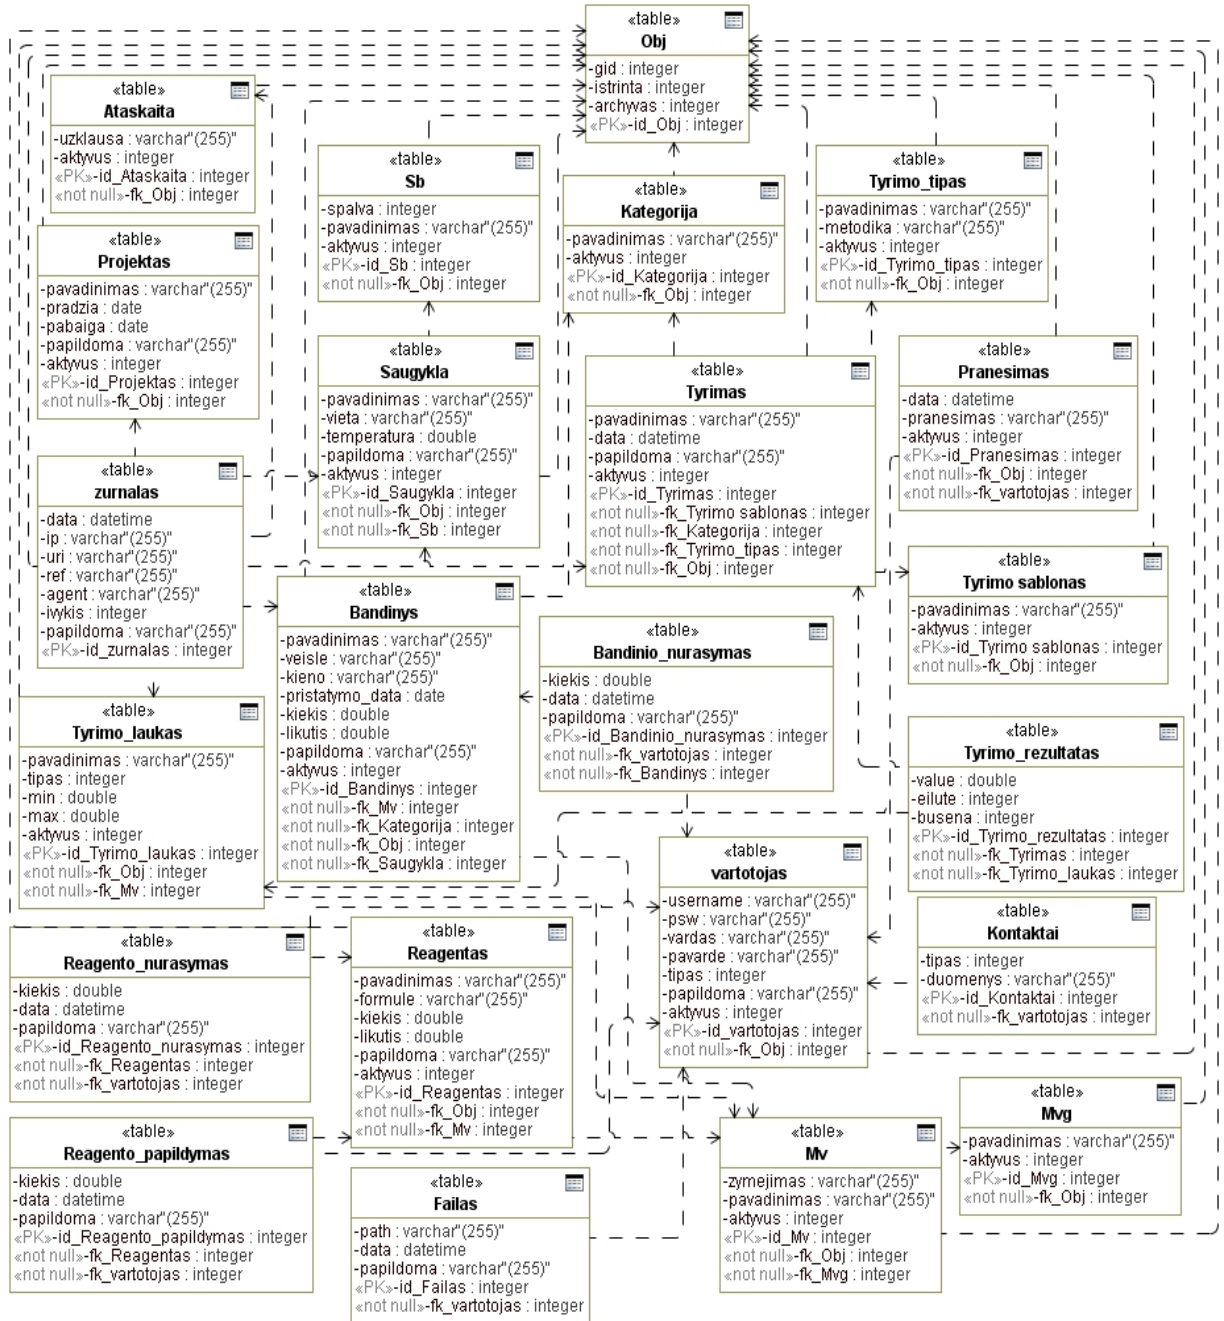 «table»
Obj
-gid : integer
-istrinta : integer
-archyvas : integer
«PK»-id_Obj : integer
«table»
Ataskaita
-uzklausa : varchar"(255)"
-aktyvus : integer
«PK»-id_Ataskaita : integer
«not null»-fk_Obj : integer
«table»
Sb
-spalva : integer
-pavadinimas : varchar"(255)"
-aktyvus : integer
«PK»-id_Sb : integer
«not null»-fk_Obj : integer
«table»
Kategorija
-pavadinimas : varchar"(255)"
-aktyvus : integer
«PK»-id_Kategorija : integer
«not null»-fk_Obj : integer
«table»
Tyrimo_tipas
-pavadinimas : varchar"(255)"
-metodika : varchar"(255)"
-aktyvus : integer
«PK»-id_Tyrimo_tipas : integer
«not null»-fk_Obj : integer
«table»
Projektas
-pavadinimas : varchar"(255)"
-pradzia : date
-pabaiga : date
-papildoma : varchar"(255)"
-aktyvus : integer
«PK»-id_Projektas : integer
«not null»-fk_Obj : integer
«table»
Saugykla
-pavadinimas : varchar"(255)"
-vieta : varchar"(255)"
-temperatura : double
-papildoma : varchar"(255)"
-aktyvus : integer
«PK»-id_Saugykla : integer
«not null»-fk_Obj : integer
«not null»-fk_Sb : integer
«table»
Tyrimas
-pavadinimas : varchar"(255)"
-data : datetime
-papildoma : varchar"(255)"
-aktyvus : integer
«PK»-id_Tyrimas : integer
«not null»-fk_Tyrimo sablonas : integer
«not null»-fk_Kategorija : integer
«not null»-fk_Tyrimo_tipas : integer
«not null»-fk_Obj : integer
«table»
Pranesimas
-data : datetime
-pranesimas : varchar"(255)"
-aktyvus : integer
«PK»-id_Pranesimas : integer
«not null»-fk_Obj : integer
«not null»-fk_vartotojas : integer
«table»
zurnalas
-data : datetime
-ip : varchar"(255)"
-uri : varchar"(255)"
-ref : varchar"(255)"
-agent : varchar"(255)"
-ivykis : integer
-papildoma : varchar"(255)"
«PK»-id_zurnalas : integer
«table»
Bandinys
-pavadinimas : varchar"(255)"
-veisle : varchar"(255)"
-kieno : varchar"(255)"
-pristatymo_data : date
-kiekis : double
-likutis : double
-papildoma : varchar"(255)"
-aktyvus : integer
«PK»-id_Bandinys : integer
«not null»-fk_Mv : integer
«not null»-fk_Kategorija : integer
«not null»-fk_Obj : integer
«not null»-fk_Saugykla : integer
«table»
Bandinio_nurasymas
-kiekis : double
-data : datetime
-papildoma : varchar"(255)"
«PK»-id_Bandinio_nurasymas : integer
«not null»-fk_vartotojas : integer
«not null»-fk_Bandinys : integer
«table»
Tyrimo sablonas
-pavadinimas : varchar"(255)"
-aktyvus : integer
«PK»-id_Tyrimo sablonas : integer
«not null»-fk_Obj : integer
«table»
Tyrimo_laukas
-pavadinimas : varchar"(255)"
-tipas : integer
-min : double
-max : double
-aktyvus : integer
«PK»-id_Tyrimo_laukas : integer
«not null»-fk_Obj : integer
«not null»-fk_Mv : integer
«table»
Tyrimo_rezultatas
-value : double
-eilute : integer
-busena : integer
«PK»-id_Tyrimo_rezultatas : integer
«not null»-fk_Tyrimas : integer
«not null»-fk_Tyrimo_laukas : integer
«table»
vartotojas
-username : varchar"(255)"
-psw : varchar"(255)"
-vardas : varchar"(255)"
-pavarde : varchar"(255)"
-tipas : integer
-papildoma : varchar"(255)"
-aktyvus : integer
«PK»-id_vartotojas : integer
«not null»-fk_Obj : integer
«table»
Kontaktai
-tipas : integer
-duomenys : varchar"(255)"
«PK»-id_Kontaktai : integer
«not null»-fk_vartotojas : integer
«table»
Reagento_nurasymas
-kiekis : double
-data : datetime
-papildoma : varchar"(255)"
«PK»-id_Reagento_nurasymas : integer
«not null»-fk_Reagentas : integer
«not null»-fk_vartotojas : integer
«table»
Reagentas
-pavadinimas : varchar"(255)"
-formule : varchar"(255)"
-kiekis : double
-likutis : double
-papildoma : varchar"(255)"
-aktyvus : integer
«PK»-id_Reagentas : integer
«not null»-fk_Obj : integer
«not null»-fk_Mv : integer
«table»
Mvg
-pavadinimas : varchar"(255)"
-aktyvus : integer
«PK»-id_Mvg : integer
«not null»-fk_Obj : integer
«table»
Reagento_papildymas
-kiekis : double
-data : datetime
-papildoma : varchar"(255)"
«PK»-id_Reagento_papildymas : integer
«not null»-fk_Reagentas : integer
«not null»-fk_vartotojas : integer
«table»
Failas
-path : varchar"(255)"
-data : datetime
-papildoma : varchar"(255)"
«PK»-id_Failas : integer
«not null»-fk_vartotojas : integer
«table»
Mv
-zymejimas : varchar"(255)"
-pavadinimas : varchar"(255)"
-aktyvus : integer
«PK»-id_Mv : integer
«not null»-fk_Obj : integer
«not null»-fk_Mvg : integer